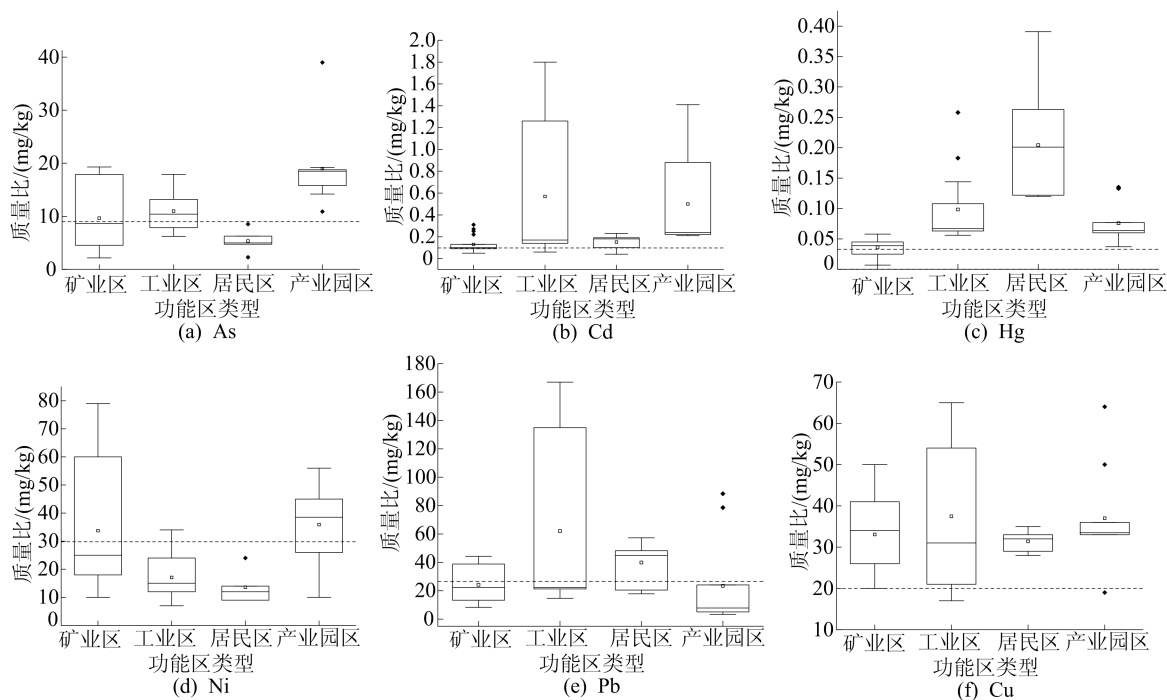 质量比/(mg/kg)
40
30
20
10
0
矿业区 工业区 居民区 产业园区
功能区类型
(a) As
质量比/(mg/kg)
2.0
1.8
1.6
1.4
1.2
1.0
0.8
0.6
0.4
0.2
0
矿业区 工业区 居民区 产业园区
功能区类型
(b) Cd
质量比/(mg/kg)
0.40
0.35
0.30
0.25
0.20
0.15
0.10
0.05
0
矿业区 工业区 居民区 产业园区
功能区类型
(c) Hg
质量比/(mg/kg)
80
70
60
50
40
30
20
10
0
矿业区 工业区 居民区 产业园区
功能区类型
(d) Ni
质量比/(mg/kg)
180
160
140
120
100
80
60
40
20
0
矿业区 工业区 居民区 产业园区
功能区类型
(e) Pb
质量比/(mg/kg)
70
60
50
40
30
20
10
矿业区 工业区 居民区 产业园区
功能区类型
(f) Cu